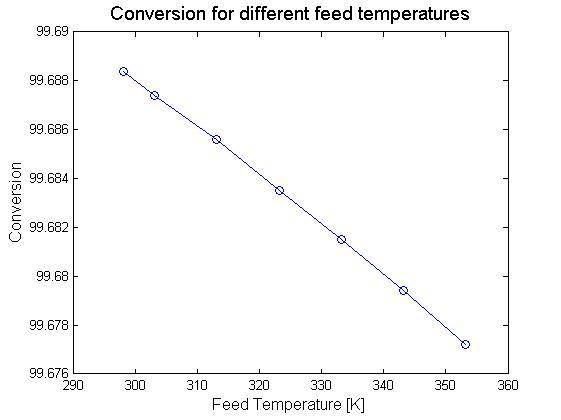 Conversion for different feed temperatures
99.69
99.688
99.686
99.684
99.682
99.68
99.678
99.676
Conversion
290 300 310 320 330 340 350 360
Feed Temperature [K]